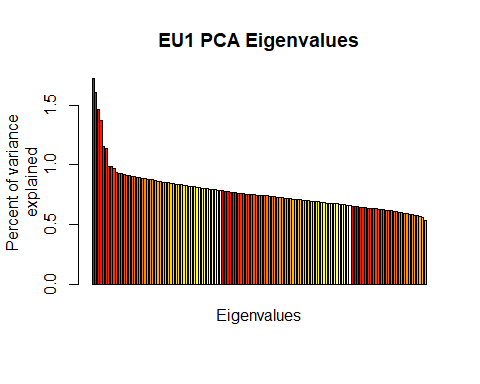 EU1 PCA Eigenvalues
Percent of variance
explained
1.5
1.0
0.5
0.0
Eigenvalues